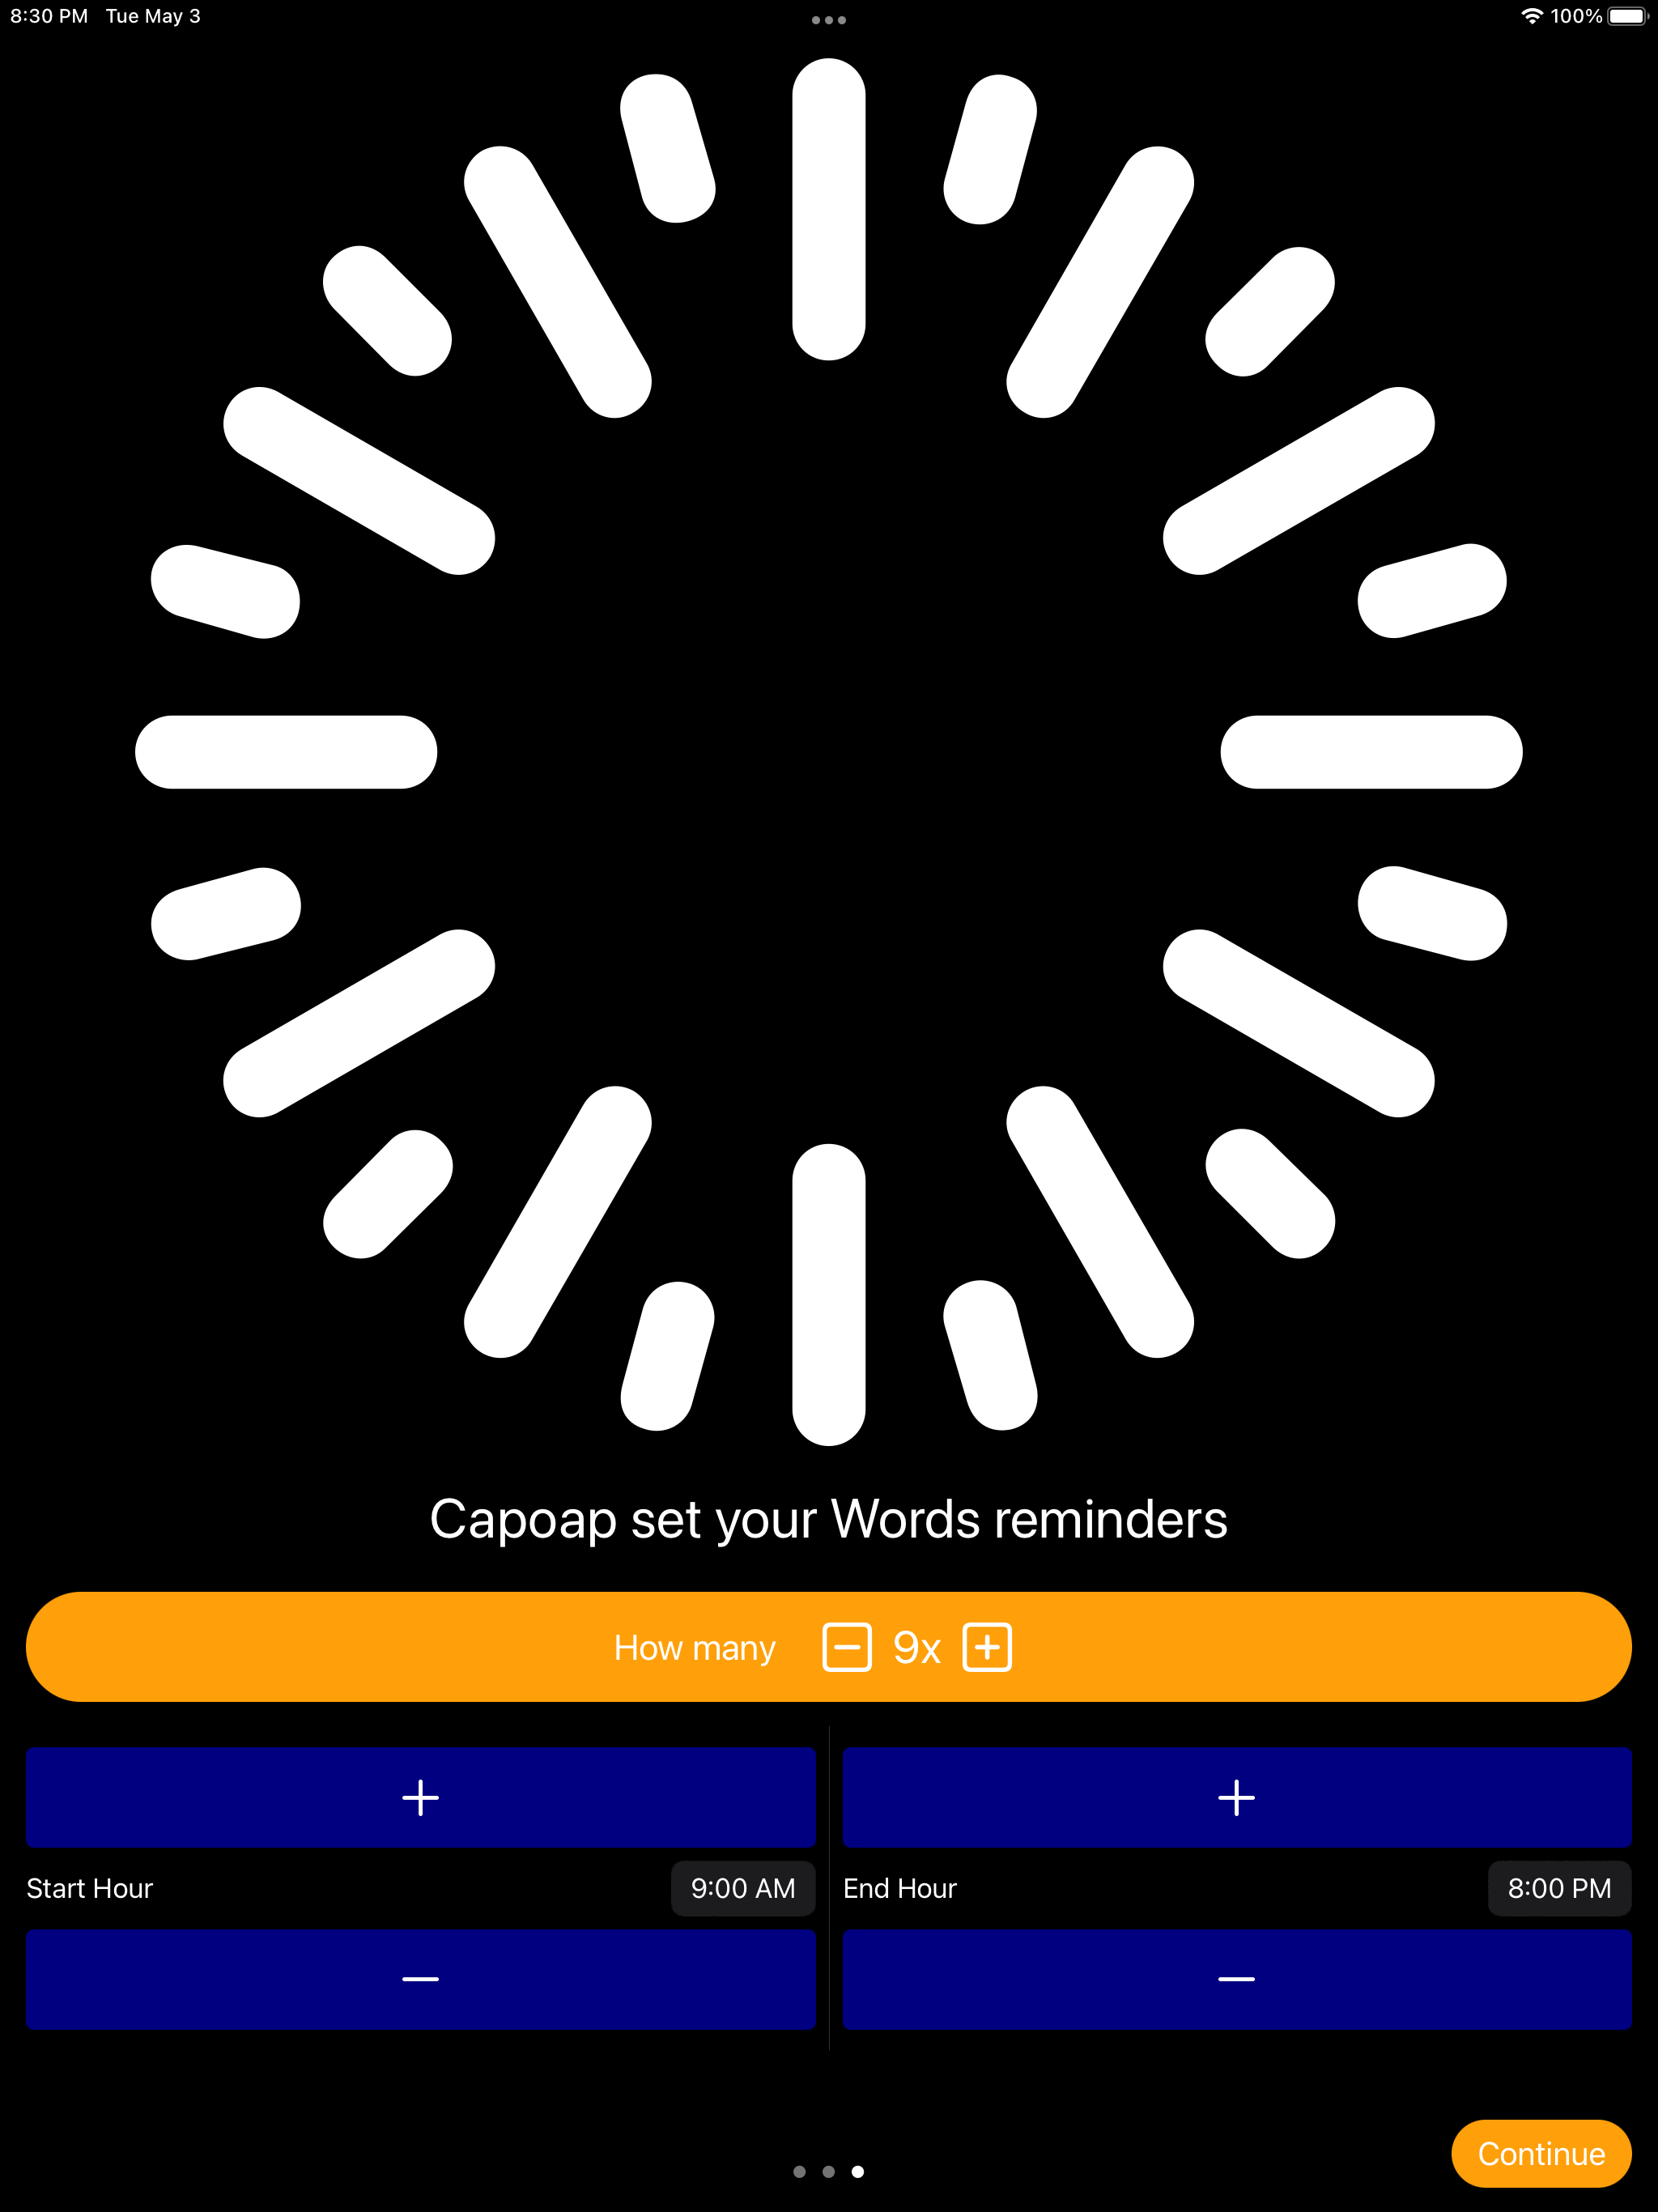 8:30 PM Tue May 3
100%
Capoap set your Words reminders
How many 9x
Start Hour 9:00 AM
End Hour 8:00 PM
Continue